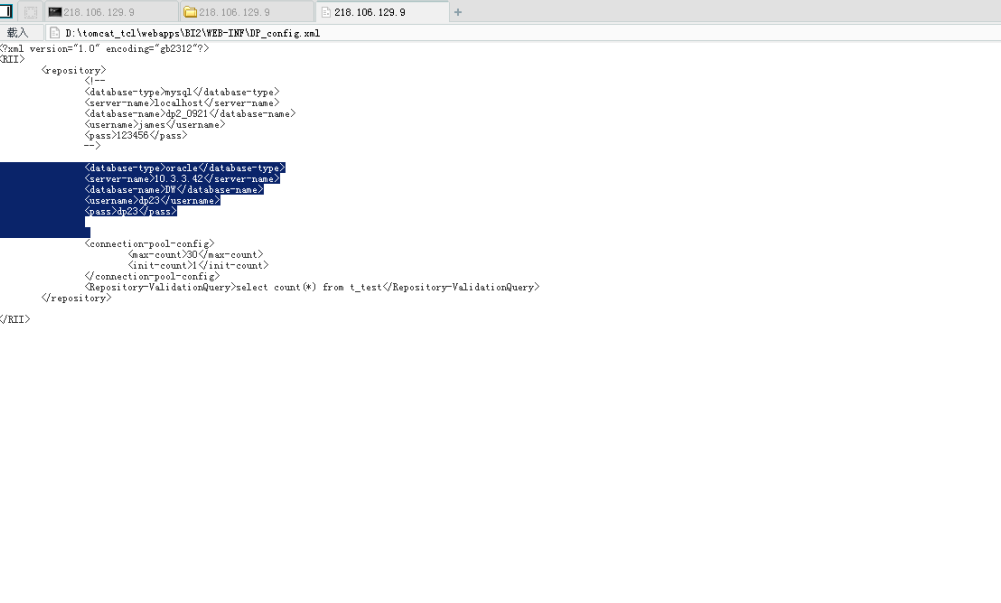 218.106.129.9 218.106.129.9 218.106.129.9 +
载入 D:\tomcat_tcl\webapps\BI2\WEB-INF\DP_config.xml
<?xml version="1.0" encoding="gb2312"?>
<RII>
<repository>
<!--
<database-type>mysql</database-type>
<server-name>localhost</server-name>
<database-name>dp2_0921</database-name>
<username>james</username>
<pass>123456</pass>
-->
<database-type>oracle</database-type>
<server-name>10.3.3.42</server-name>
<database-name>DW</database-name>
<username>dp23</username>
<pass>dp23</pass>
<connection-pool-config>
<max-count>30</max-count>
<init-count>1</init-count>
</connection-pool-config>
<Repository-ValidationQuery>select count(*) from t_test</Repository-ValidationQuery>
</repository>
</RII>